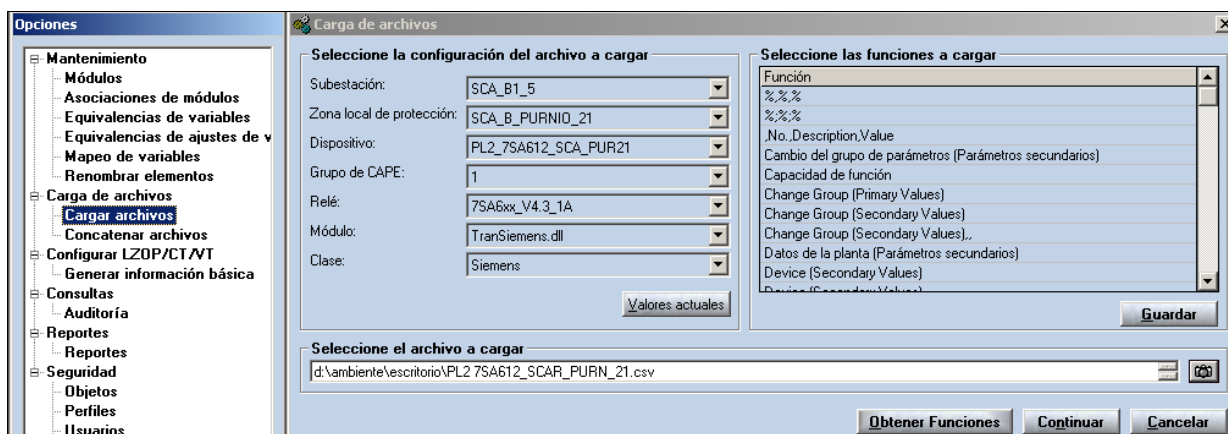 Opciones
Mantenimiento
Módulos
Asociaciones de módulos
Equivalencias de variables
Equivalencias de ajustes de v
Mapeo de variables
Renombrar elementos
Carga de archivos
Cargar archivos
Concatenar archivos
Configurar LZOP/CT/VT
Generar información básica
Consultas
Auditoría
Reportes
Reportes
Seguridad
Objetos
Perfiles
Usuarios
Carga de archivos
Seleccione la configuración del archivo a cargar
Subestación: SCA_B1_5
Zona local de protección: SCA_B_PURNIO_21
Dispositivo: PL2_7SA612_SCA_PUR21
Grupo de CAPE: 1
Relé: 7SA6xx_V4.3_1A
Módulo: TranSiemens.dll
Clase: Siemens
Valores actuales
Seleccione las funciones a cargar
Función
%,%,%
%,%;%
,No.,Description,Value
Cambio del grupo de parámetros (Parámetros secundarios)
Capacidad de función
Change Group (Primary Values)
Change Group (Secondary Values)
Change Group (Secondary Values),,
Datos de la planta (Parámetros secundarios)
Device (Secondary Values)
Guardar
Seleccione el archivo a cargar
d:\ambiente\escritorio\PL2 7SA612_SCAR_PURN_21.csv
Obtener Funciones Continuar Cancelar